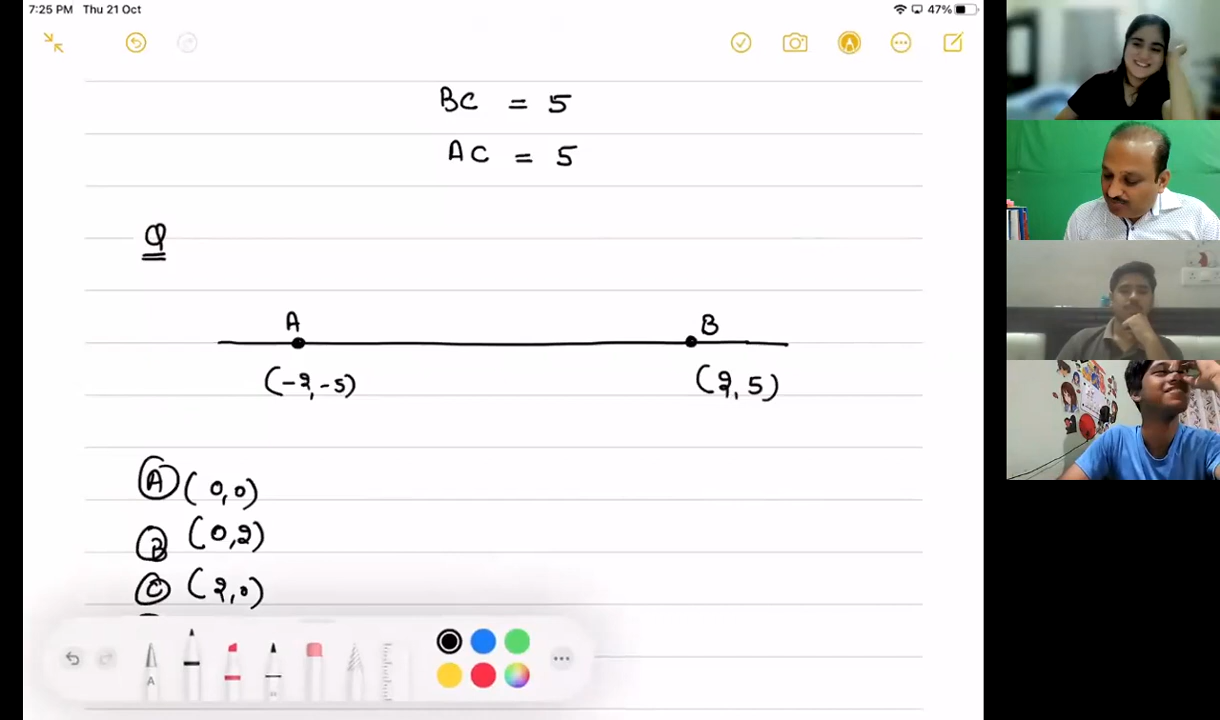 7:25 PM Thu 21 Oct 47%
BC = 5
AC = 5
Q
A B
(-2,-5) (2,5)
A (0,0)
B (0,2)
C (2,0)
A